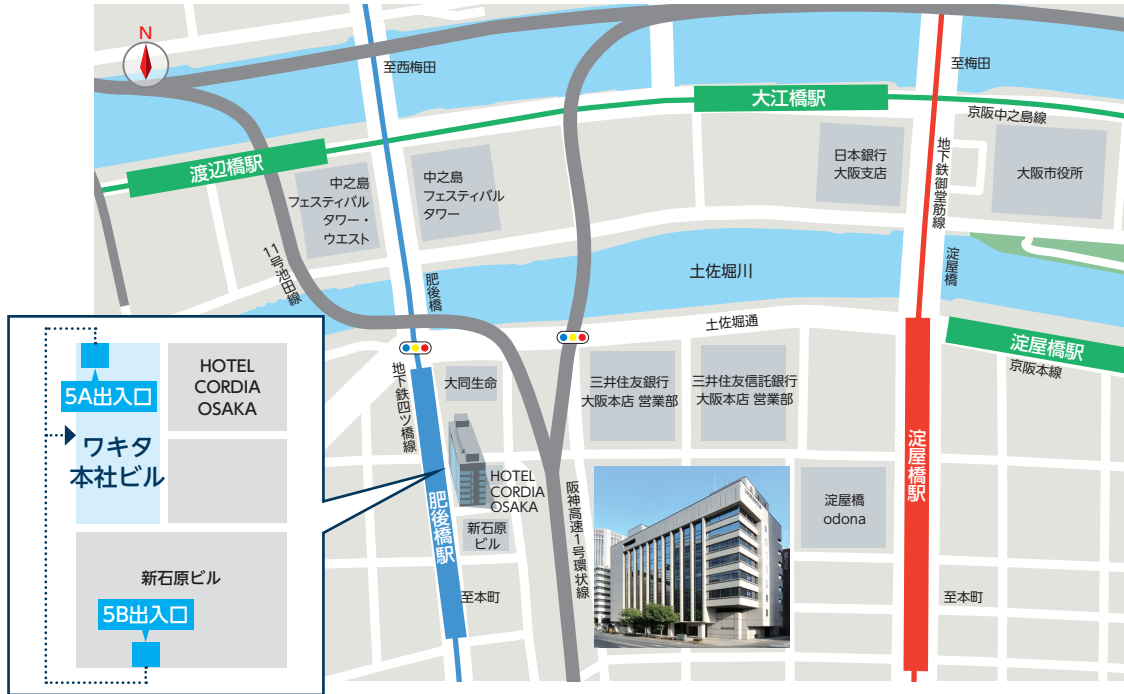 N
至西梅田
至梅田
大江橋駅
京阪中之島線
渡辺橋駅
中之島
フェスティバル
タワー・
ウエスト
中之島
フェスティバル
タワー
日本銀行
大阪支店
地下鉄御堂筋線
大阪市役所
11号池田線
肥後橋
土佐堀川
淀屋橋
土佐堀通
淀屋橋駅
京阪本線
地下鉄四ツ橋線
大同生命
三井住友銀行
大阪本店 営業部
三井住友信託銀行
大阪本店 営業部
淀屋橋駅
HOTEL
CORDIA
OSAKA
肥後橋駅
新石原
ビル
阪神高速1号環状線
淀屋橋
odona
至本町
至本町
5A出入口
HOTEL
CORDIA
OSAKA
ワキタ
本社ビル
新石原ビル
5B出入口